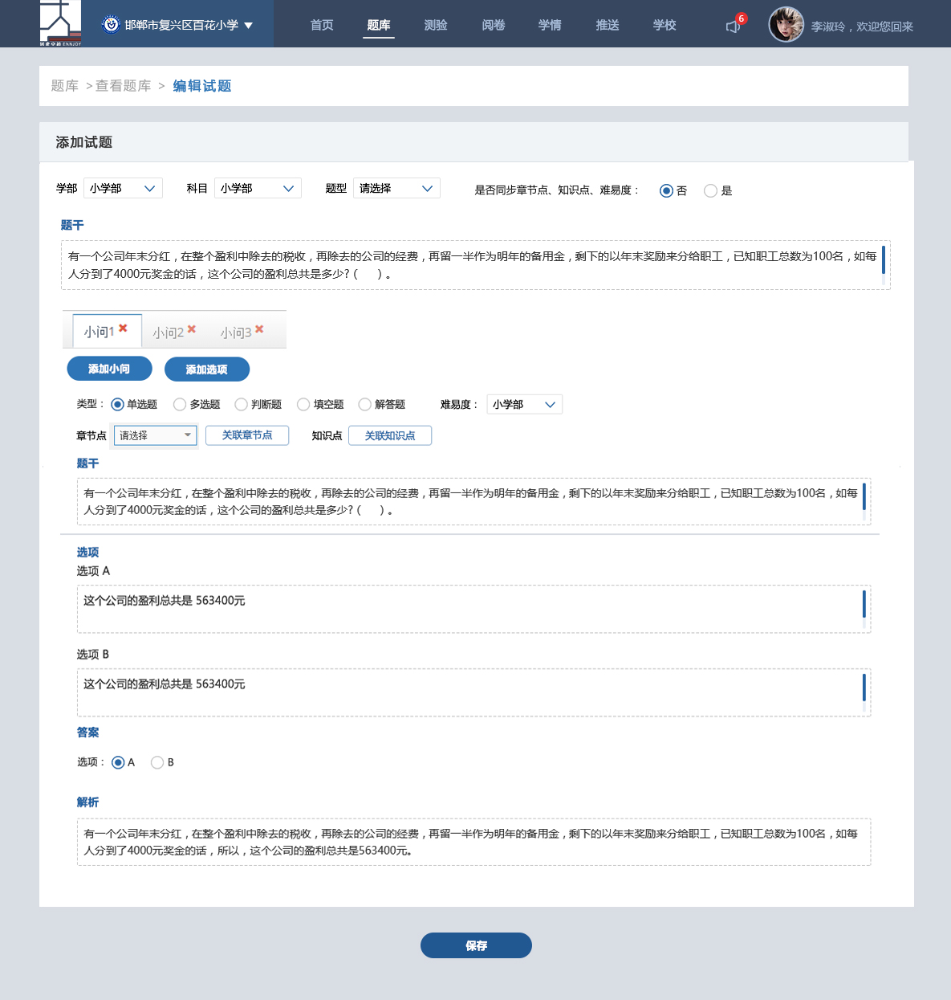 邯郸市复兴区百花小学
首页 题库 测验 阅卷 学情 推送 学校
6
李淑玲，欢迎您回来
题库 >查看题库 > 编辑试题
添加试题
学部 小学部 科目 小学部 题型 请选择 是否同步章节点、知识点、难易度： 否 是
题干
有一个公司年末分红，在整个盈利中除去的税收，再除去的公司的经费，再留一半作为明年的备用金，剩下的以年末奖励来分给职工，已知职工总数为100名，如每
人分到了4000元奖金的话，这个公司的盈利总共是多少?（ ）。
小问1 小问2 小问3
添加小问 添加选项
类型： 单选题 多选题 判断题 填空题 解答题 难易度： 小学部
章节点 请选择 关联章节点 知识点 关联知识点
题干
有一个公司年末分红，在整个盈利中除去的税收，再除去的公司的经费，再留一半作为明年的备用金，剩下的以年末奖励来分给职工，已知职工总数为100名，如每
人分到了4000元奖金的话，这个公司的盈利总共是多少?（ ）。
选项
选项 A
这个公司的盈利总共是 563400元
选项 B
这个公司的盈利总共是 563400元
答案
选项： A B
解析
有一个公司年末分红，在整个盈利中除去的税收，再除去的公司的经费，再留一半作为明年的备用金，剩下的以年末奖励来分给职工，已知职工总数为100名，如每
人分到了4000元奖金的话，所以，这个公司的盈利总共是563400元。
保存